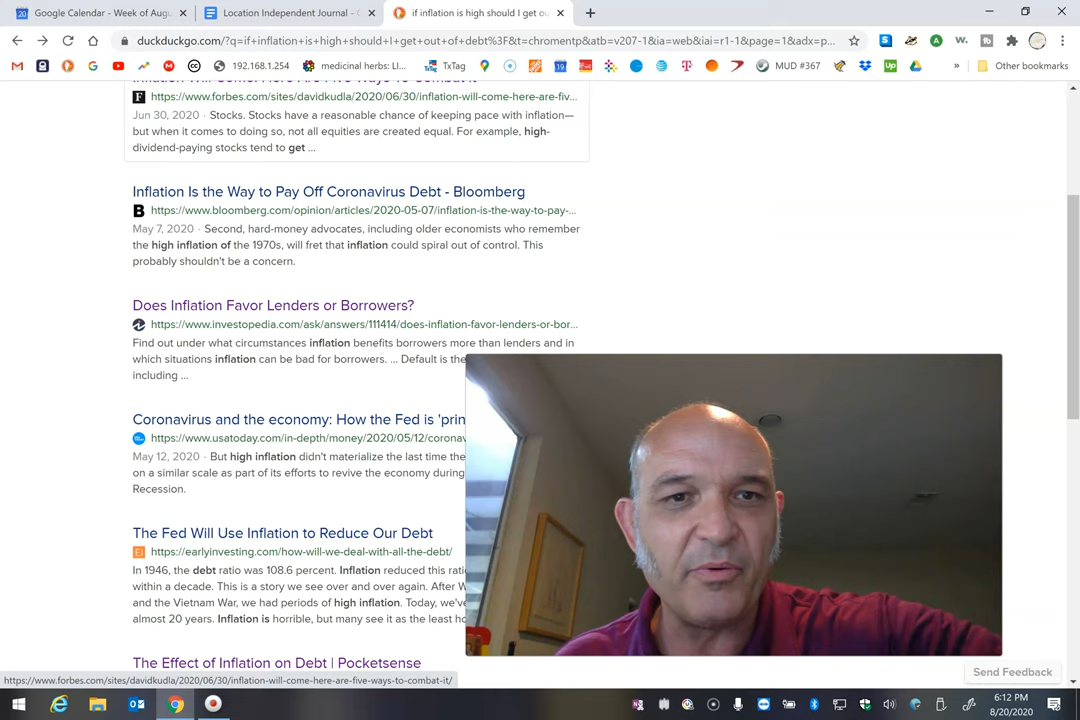 Google Calendar - Week of Augu
Location Independent Journal - G
if inflation is high should I get ou
duckduckgo.com/?q=if+inflation+is+high+should+I+get+out+of+debt%3F&t=chromentp&atb=v207-1&ia=web&iai=r1-1&page=1&adx=p...
192.168.1.254
medicinal herbs: LI...
TxTag
MUD #367
»
Other bookmarks
https://www.forbes.com/sites/davidkudla/2020/06/30/inflation-will-come-here-are-fiv...
Jun 30, 2020 · Stocks. Stocks have a reasonable chance of keeping pace with inflation—
but when it comes to doing so, not all equities are created equal. For example, high-
dividend-paying stocks tend to get ...
Inflation Is the Way to Pay Off Coronavirus Debt - Bloomberg
https://www.bloomberg.com/opinion/articles/2020-05-07/inflation-is-the-way-to-pay-...
May 7, 2020 · Second, hard-money advocates, including older economists who remember
the high inflation of the 1970s, will fret that inflation could spiral out of control. This
probably shouldn't be a concern.
Does Inflation Favor Lenders or Borrowers?
https://www.investopedia.com/ask/answers/111414/does-inflation-favor-lenders-or-bor...
Find out under what circumstances inflation benefits borrowers more than lenders and in
which situations inflation can be bad for borrowers. ... Default is the
including ...
Coronavirus and the economy: How the Fed is 'prin
https://www.usatoday.com/in-depth/money/2020/05/12/coronav
May 12, 2020 · But high inflation didn't materialize the last time the
on a similar scale as part of its efforts to revive the economy during
Recession.
The Fed Will Use Inflation to Reduce Our Debt
https://earlyinvesting.com/how-will-we-deal-with-all-the-debt/
In 1946, the debt ratio was 108.6 percent. Inflation reduced this rati
within a decade. This is a story we see over and over again. After W
and the Vietnam War, we had periods of high inflation. Today, we've
almost 20 years. Inflation is horrible, but many see it as the least ho
The Effect of Inflation on Debt | Pocketsense
Send Feedback
https://www.forbes.com/sites/davidkudla/2020/06/30/inflation-will-come-here-are-five-ways-to-combat-it/
6:12 PM
8/20/2020